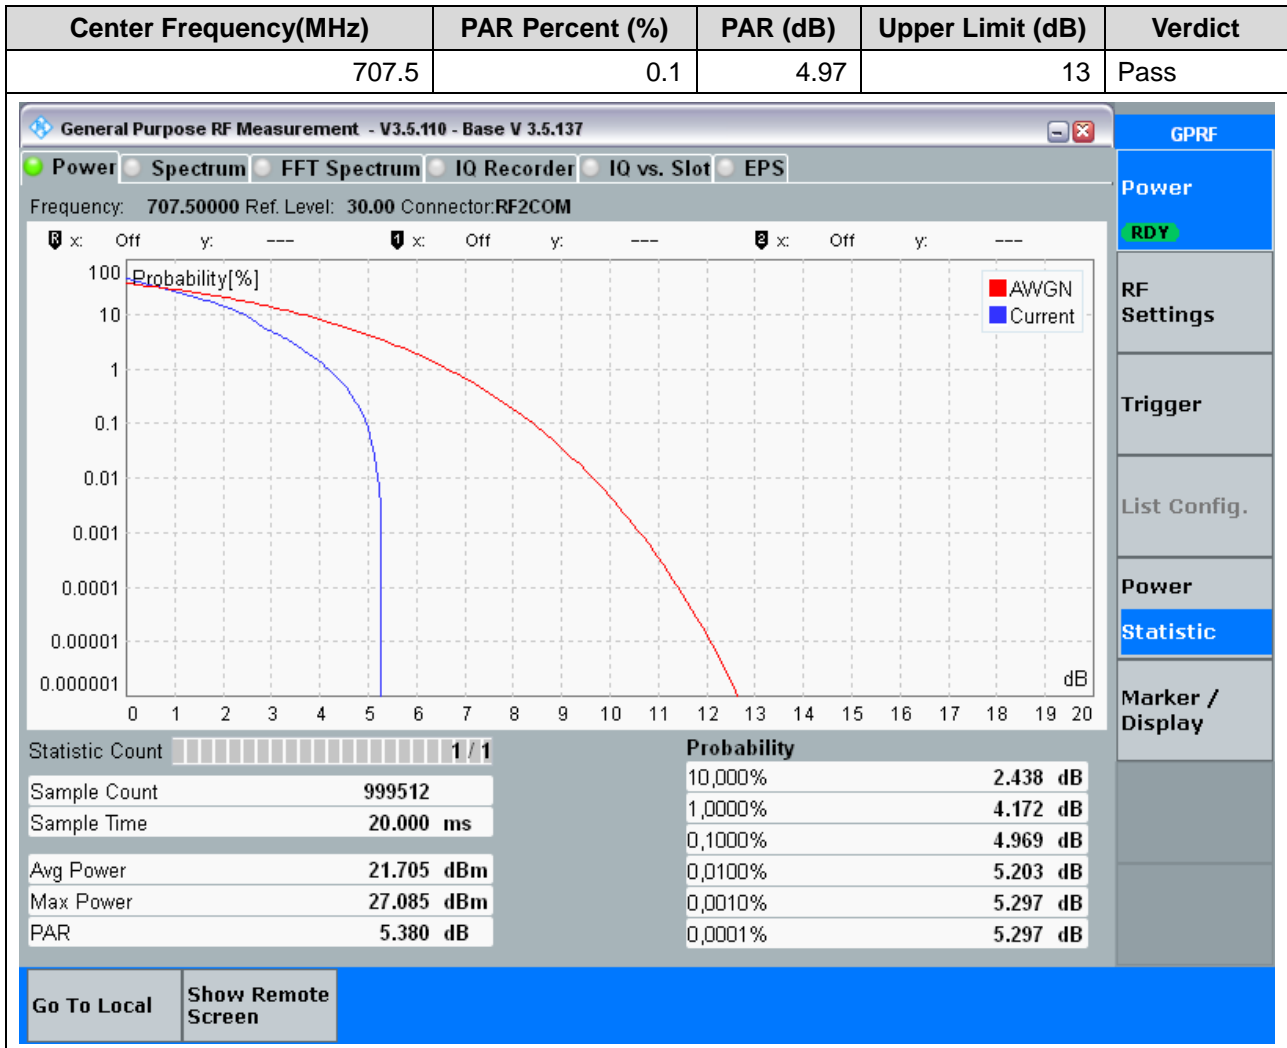 Center Frequency(MHz) PAR Percent (%) PAR (dB) Upper Limit (dB) Verdict
707.5 0.1 4.97 13 Pass
General Purpose RF Measurement - V3.5.110 - Base V 3.5.137
GPRF
Power Spectrum FFT Spectrum IQ Recorder IQ vs. Slot EPS
Frequency: 707.50000 Ref. Level: 30.00 Connector:RF2COM
R x: Off y: --- 1 x: Off y: --- 2 x: Off y: ---
Probability[%]
100
10
1
0.1
0.01
0.001
0.0001
0.00001
0.000001
AWGN
Current
dB
0 1 2 3 4 5 6 7 8 9 10 11 12 13 14 15 16 17 18 19 20
Statistic Count 1 / 1
Sample Count 999512
Sample Time 20.000 ms
Avg Power 21.705 dBm
Max Power 27.085 dBm
PAR 5.380 dB
Probability
10,000% 2.438 dB
1,0000% 4.172 dB
0,1000% 4.969 dB
0,0100% 5.203 dB
0,0010% 5.297 dB
0,0001% 5.297 dB
Power
RDY
RF
Settings
Trigger
List Config.
Power
Statistic
Marker /
Display
Go To Local
Show Remote
Screen